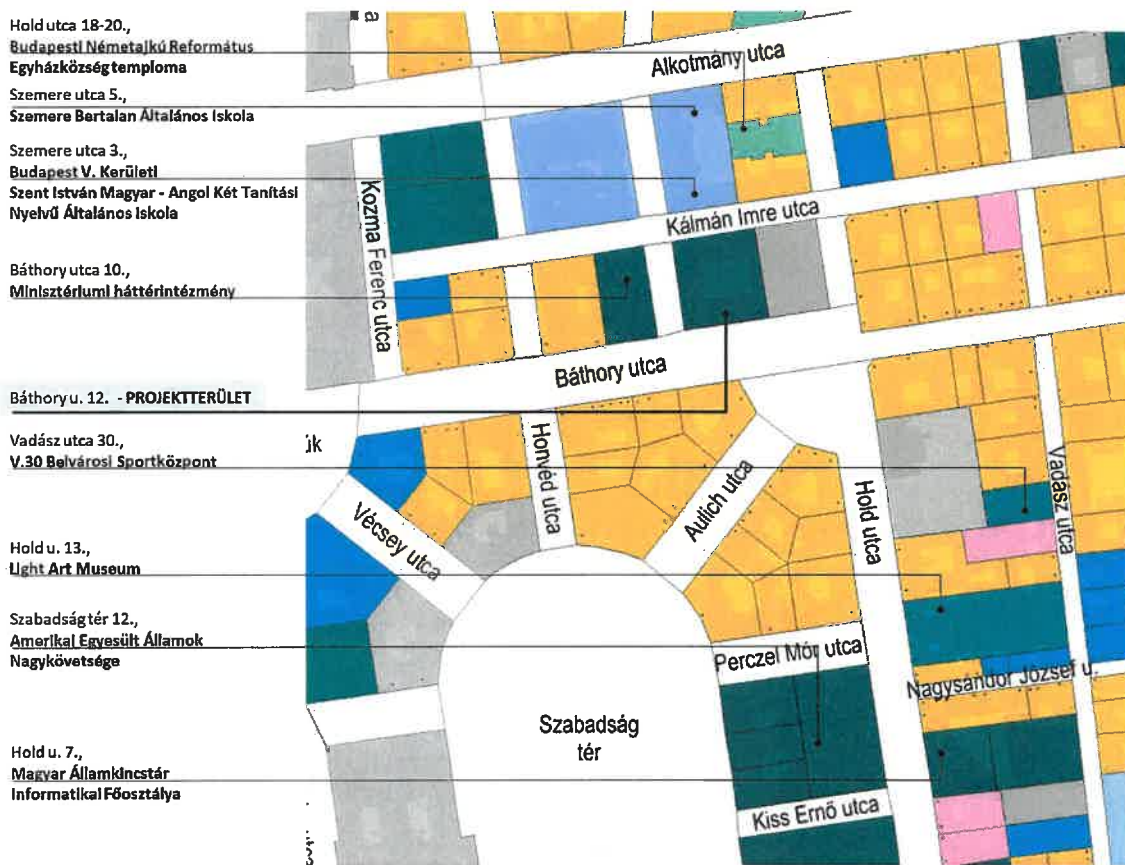 Hold utca 18-20.,
Budapesti Németajkú Református
Egyházközség temploma
Szemere utca 5.,
Szemere Bertalan Általános Iskola
Szemere utca 3.,
Budapest V. Kerületi
Szent István Magyar - Angol Két Tanítási
Nyelvű Általános Iskola
Báthory utca 10.,
Minisztériumi háttérintézmény
Báthory u. 12. - PROJEKTTERÜLET
Vadász utca 30.,
V.30 Belvárosi Sportközpont
Hold u. 13.,
Light Art Museum
Szabadság tér 12.,
Amerikai Egyesült Államok
Nagykövetsége
Hold u. 7.,
Magyar Államkincstár
Informatikai Főosztálya
a
Alkotmány utca
Kozma Ferenc utca
Kálmán Imre utca
Báthory utca
ük
Honvéd utca
Vécsey utca
Aulich utca
Hold utca
Vadász utca
Perczel Mór utca
Nagysándor József u.
Szabadság
tér
Kiss Ernő utca